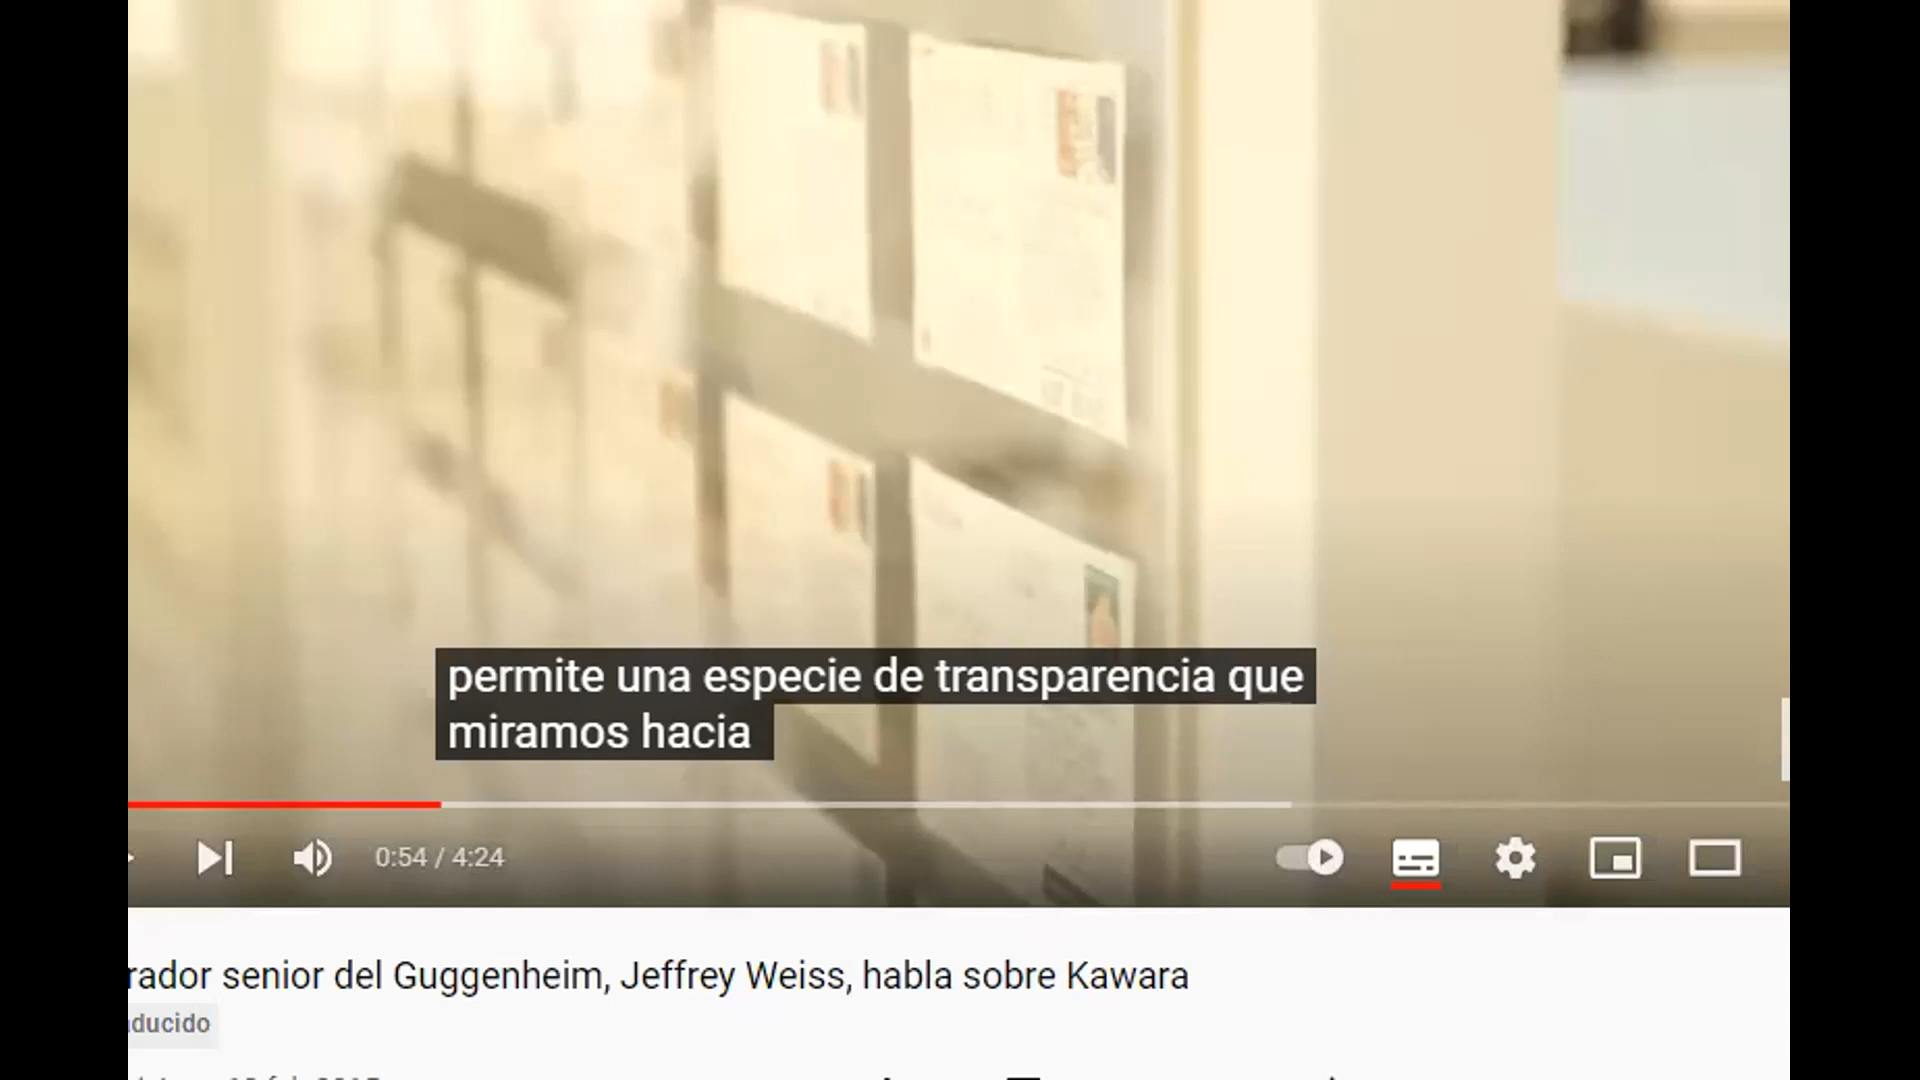 permite una especie de transparencia que
miramos hacia
0:54 / 4:24
rador senior del Guggenheim, Jeffrey Weiss, habla sobre Kawara
aducido